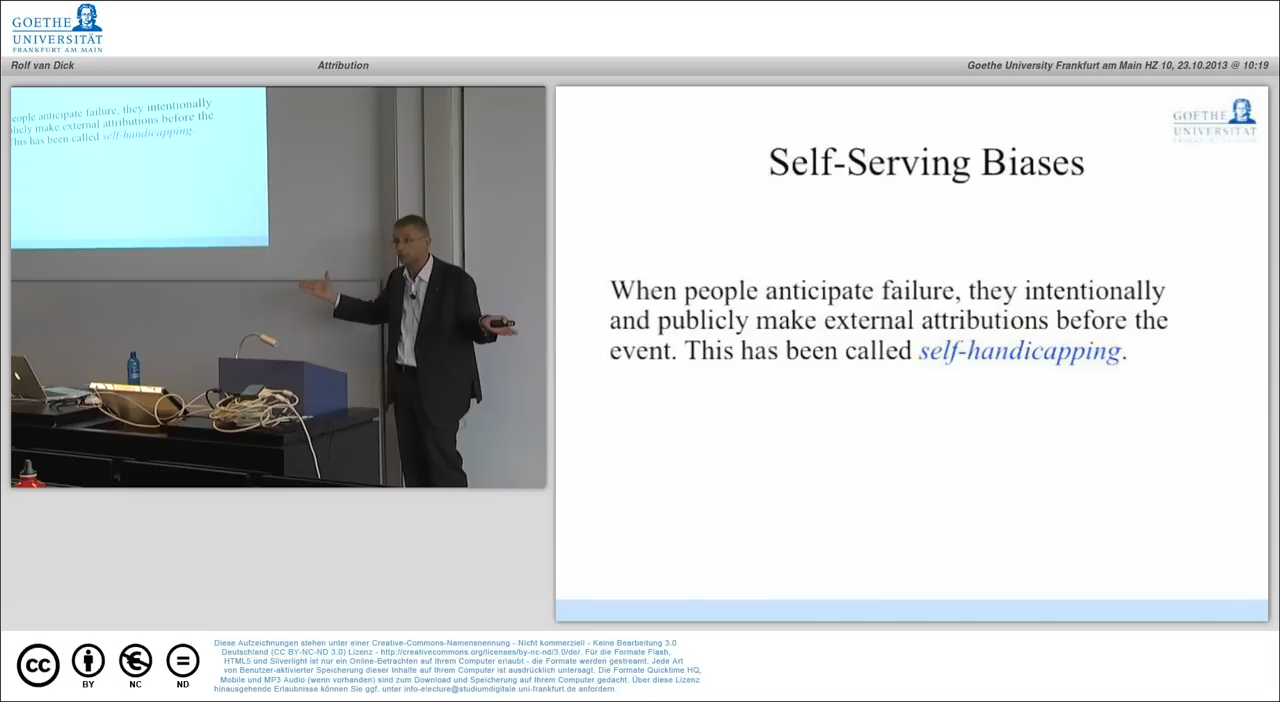 GOETHE
UNIVERSITÄT
FRANKFURT AM MAIN
Rolf van Dick
Attribution
Goethe University Frankfurt am Main HZ 10, 23.10.2013 @ 10:19
eople anticipate failure, they intentionally
licly make external attributions before the
This has been called self-handicapping.
GOETHE
UNIVERSITÄT
Self-Serving Biases
When people anticipate failure, they intentionally
and publicly make external attributions before the
event. This has been called self-handicapping.
cc
BY
NC
ND
Diese Aufzeichnungen stehen unter einer Creative-Commons-Namensnennung - Nicht kommerziell - Keine Bearbeitung 3.0
Deutschland (CC BY-NC-ND 3.0) Lizenz - http://creativecommons.org/licenses/by-nc-nd/3.0/de/. Für die Formate Flash,
HTML5 und Silverlight ist nur ein Online-Betrachten auf Ihrem Computer erlaubt - die Formate werden gestreamt. Jede Art
von Benutzer-aktivierter Speicherung dieser Inhalte auf Ihrem Computer ist ausdrücklich untersagt. Die Formate Quicktime HQ,
Mobile und MP3 Audio (wenn vorhanden) sind zum Download und Speicherung auf Ihrem Computer gedacht. Über diese Lizenz
hinausgehende Erlaubnisse können Sie ggf. unter info-electure@studiumdigitale.uni-frankfurt.de anfordern.